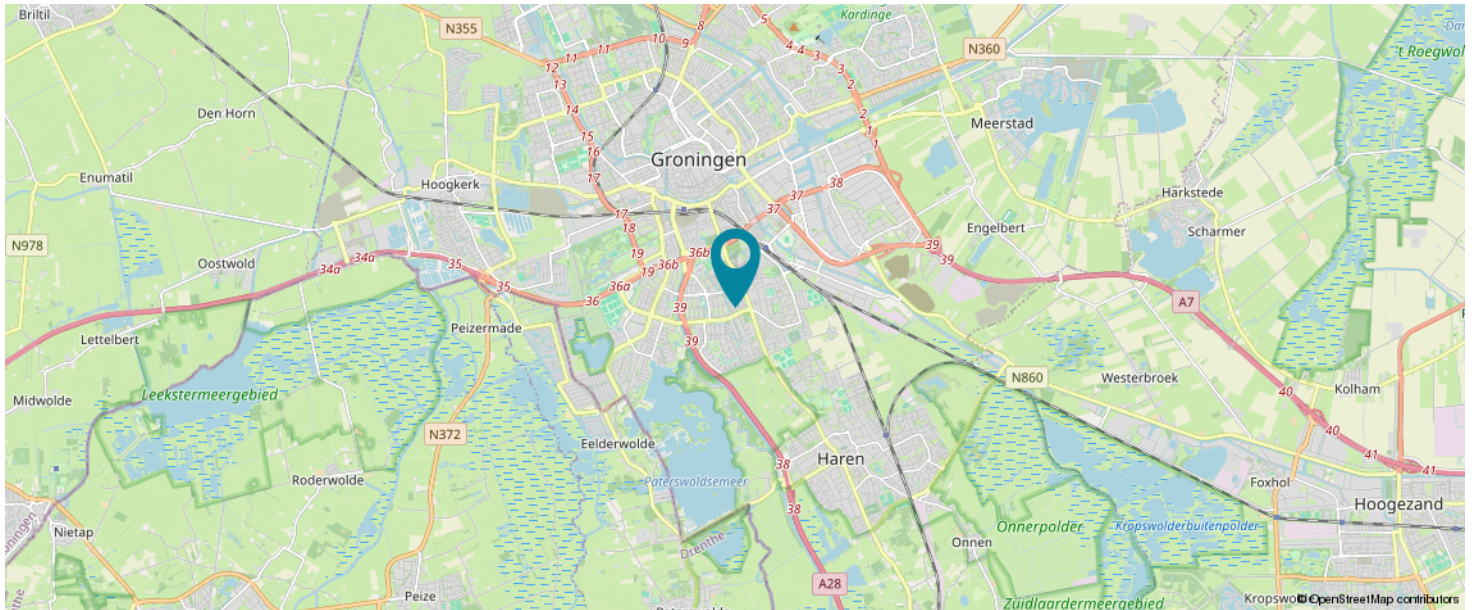 Briltil
N355
5
8
Kardinge
4
4
3
3
N360
't Roegwold
10
9
11
11
12
13
2
14
2
1
1
Den Horn
Meerstad
15
16
17
Groningen
Enumatil
Hoogkerk
38
37
37
Harkstede
17
18
N978
Engelbert
Scharmer
39
39
Oostwold
34a
34a
35
35
19
19
36b
36b
36a
36
A7
39
39
Lettelbert
Peizermade
N860
Westerbroek
40
Kolham
Leekstermeergebied
Midwolde
N372
40
41
41
Eelderwolde
38
Haren
Roderwolde
Paterswoldsemeer
Foxhol
Hoogezand
38
Nietap
Onnerpolder
Kropswolderbuitenpolder
Drenthe
Onnen
A28
Peize
Zuidlaardermeergebied
© OpenStreetMap contributors